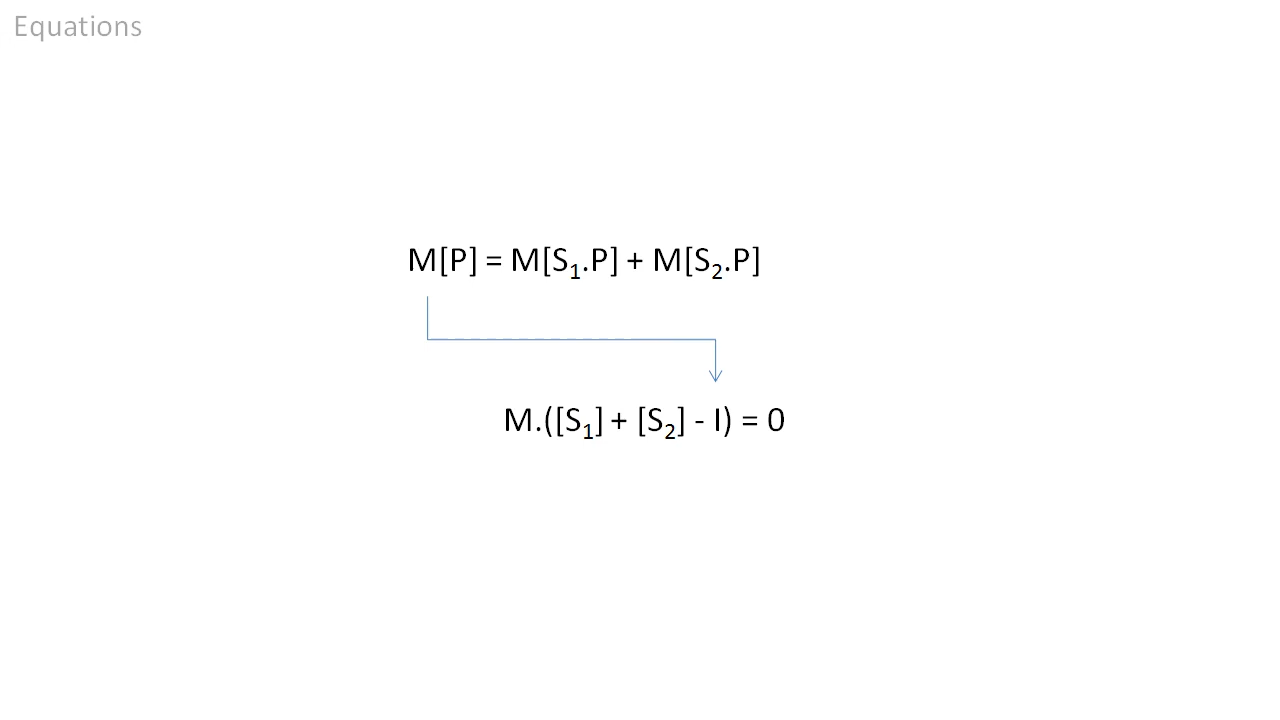 Equations
M[P] = M[S₁.P] + M[S₂.P]
M.([S₁] + [S₂] - I) = 0